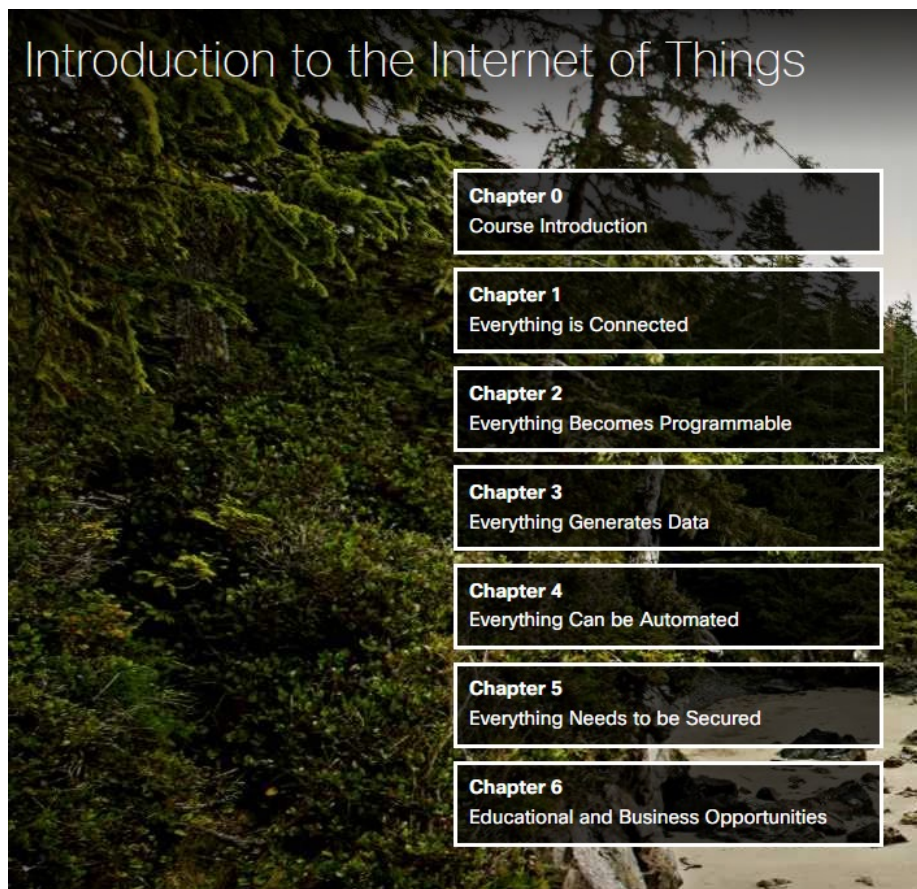 Introduction to the Internet of Things
Chapter 0
Course Introduction
Chapter 1
Everything is Connected
Chapter 2
Everything Becomes Programmable
Chapter 3
Everything Generates Data
Chapter 4
Everything Can be Automated
Chapter 5
Everything Needs to be Secured
Chapter 6
Educational and Business Opportunities